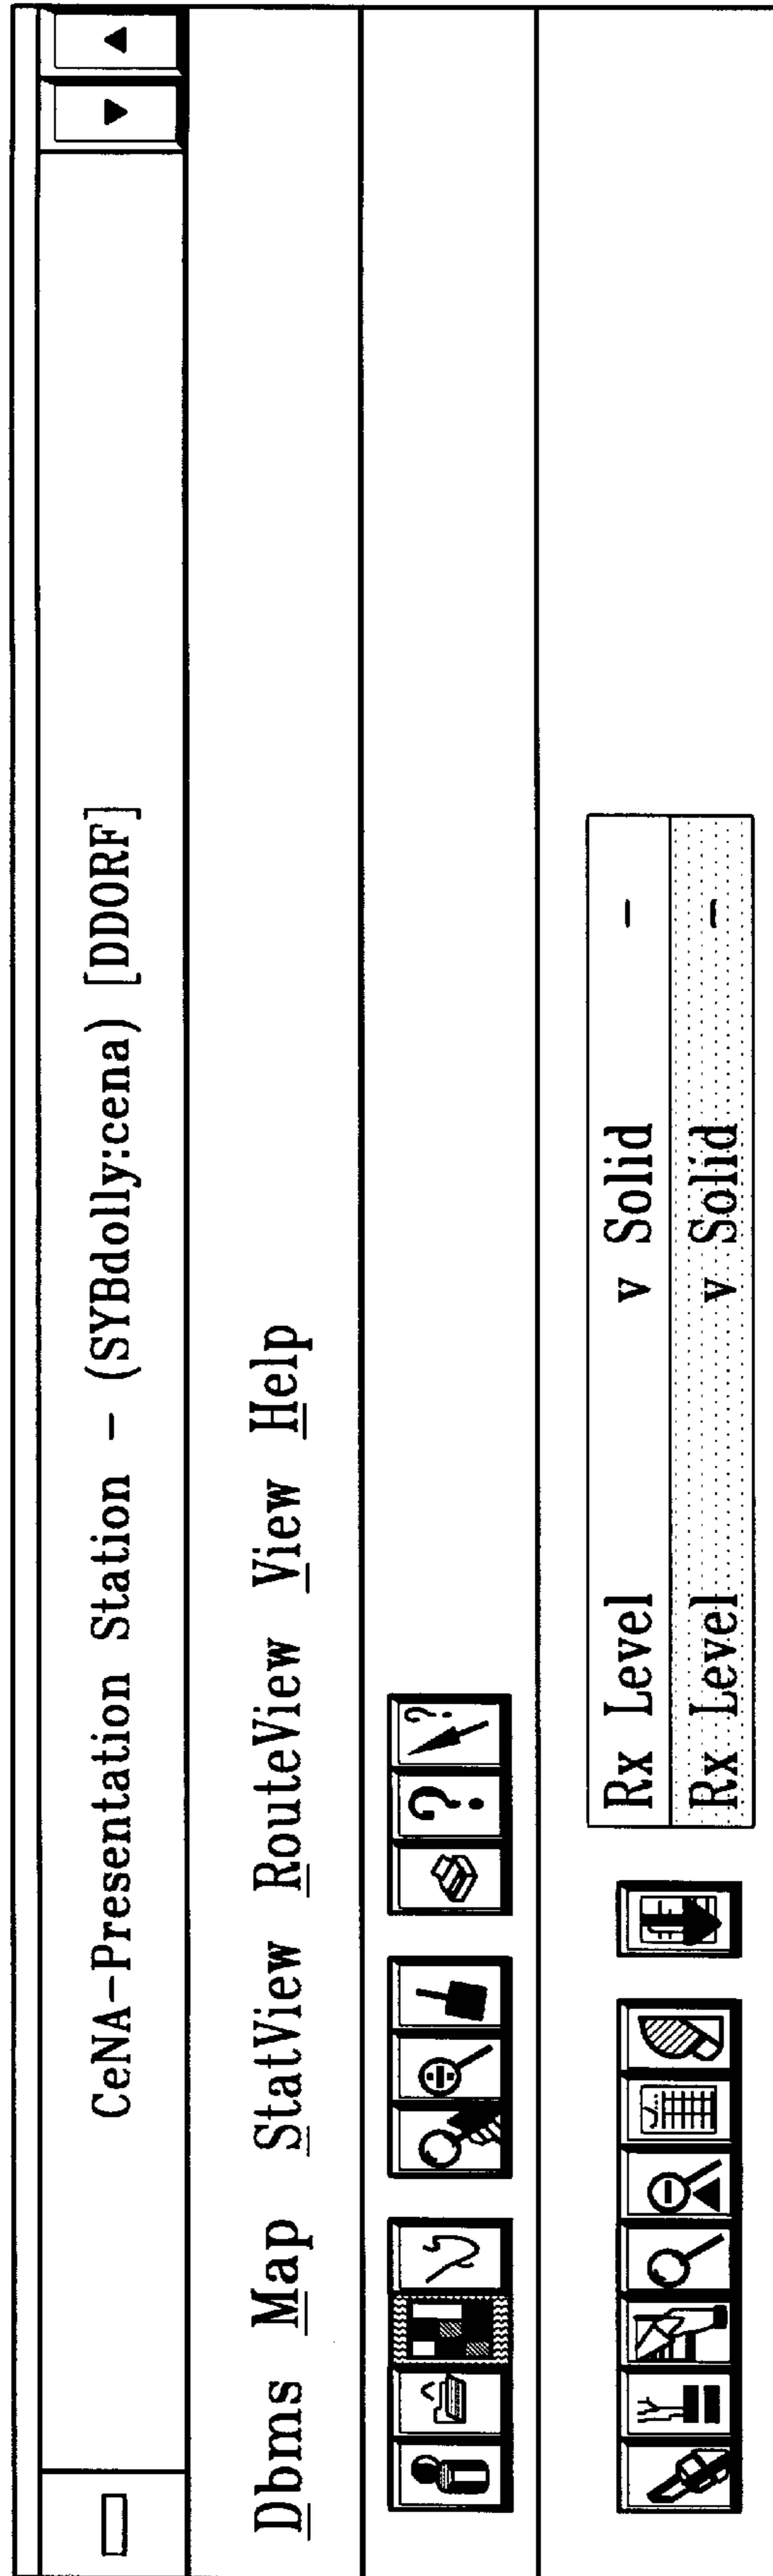 CeNA-Presentation Station - (SYBdolly:cena) [DDORF]
Dbms Map StatView RouteView View Help
? ?
Rx Level v Solid -
Rx Level v Solid -